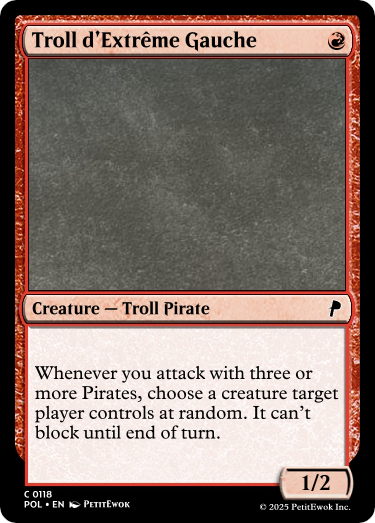 Troll d'Extrême Gauche
Creature — Troll Pirate
Whenever you attack with three or
more Pirates, choose a creature target
player controls at random. It can't
block until end of turn.
1/2
C 0118
POL • EN PetitEwok
© 2025 PetitEwok Inc.